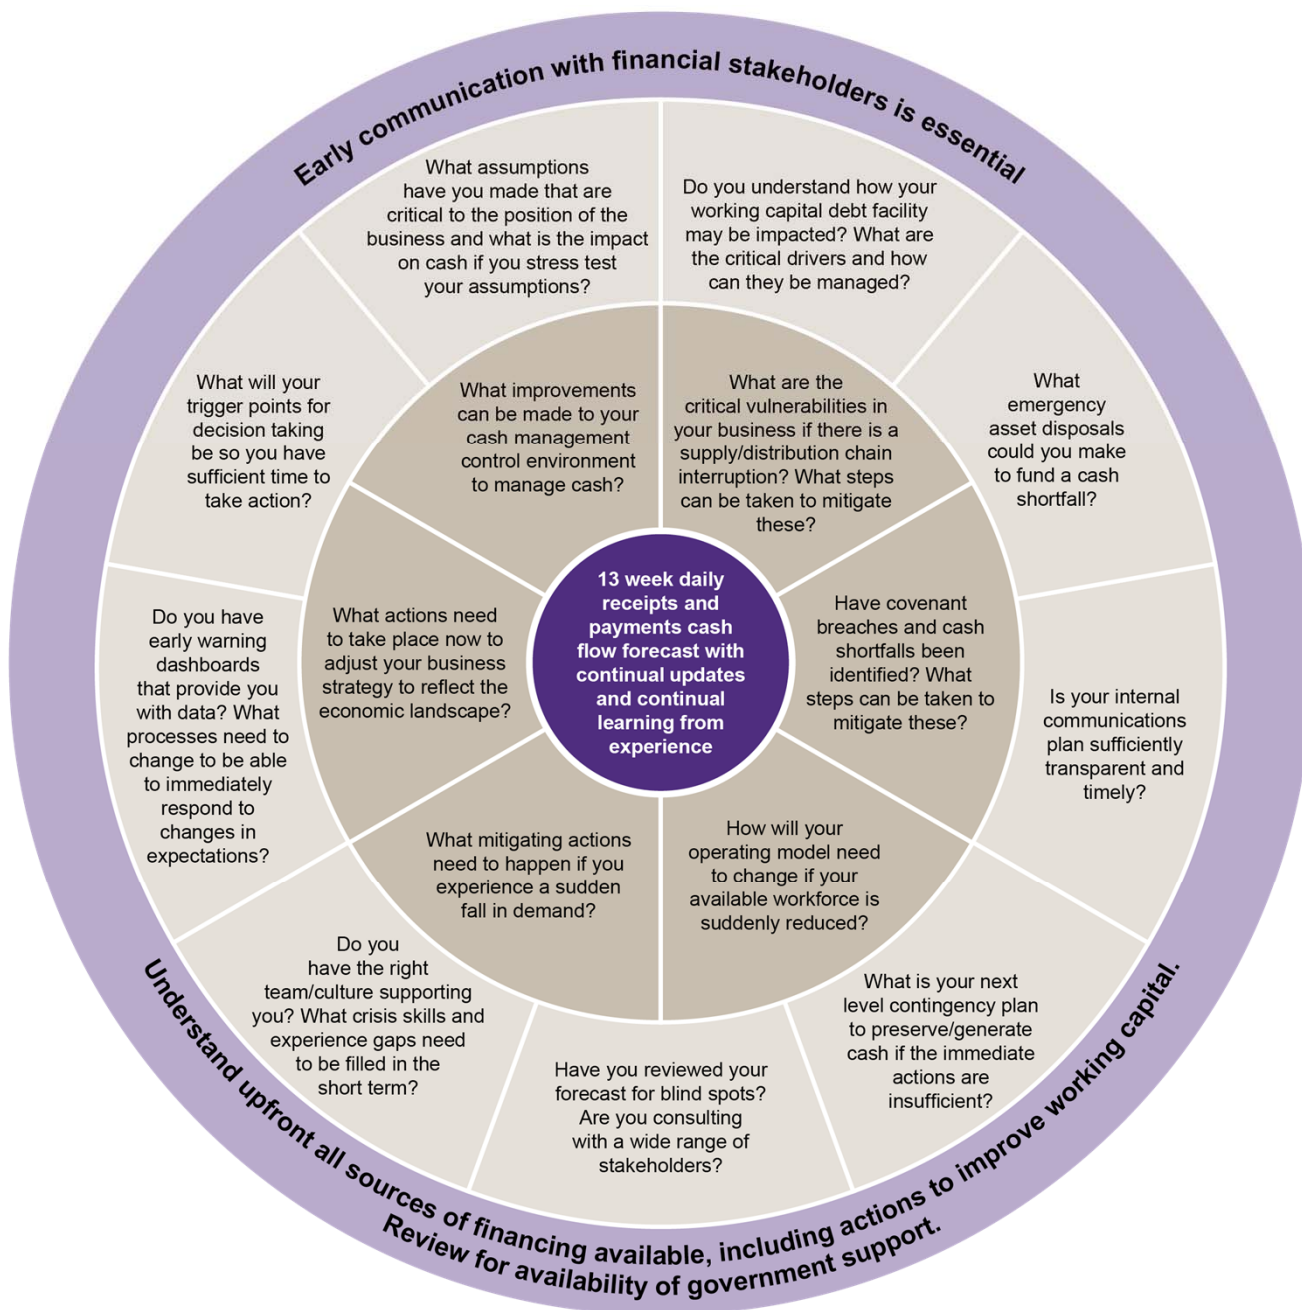 Early communication with financial stakeholders is essential
What assumptions
have you made that are
critical to the position of the
business and what is the impact
on cash if you stress test
your assumptions?
Do you understand how your
working capital debt facility
may be impacted? What are
the critical drivers and how
can they be managed?
What
emergency
asset disposals
could you make
to fund a cash
shortfall?
Is your internal
communications
plan sufficiently
transparent and
timely?
What is your next
level contingency plan
to preserve/generate
cash if the immediate
actions are
insufficient?
Have you reviewed your
forecast for blind spots?
Are you consulting
with a wide range of
stakeholders?
Do you
have the right
team/culture supporting
you? What crisis skills and
experience gaps need
to be filled in the
short term?
Do you have
early warning
dashboards
that provide you
with data? What
processes need to
change to be able
to immediately
respond to
changes in
expectations?
What will your
trigger points for
decision taking
be so you have
sufficient time to
take action?
What improvements
can be made to your
cash management
control environment
to manage cash?
What are the
critical vulnerabilities in
your business if there is a
supply/distribution chain
interruption? What steps
can be taken to mitigate
these?
Have covenant
breaches and cash
shortfalls been
identified? What
steps can be taken to
mitigate these?
How will your
operating model need
to change if your
available workforce is
suddenly reduced?
What mitigating actions
need to happen if you
experience a sudden
fall in demand?
What actions need
to take place now to
adjust your business
strategy to reflect the
economic landscape?
13 week daily
receipts and
payments cash
flow forecast with
continual updates
and continual
learning from
experience
Understand upfront all sources of financing available, including actions to improve working capital.
Review for availability of government support.